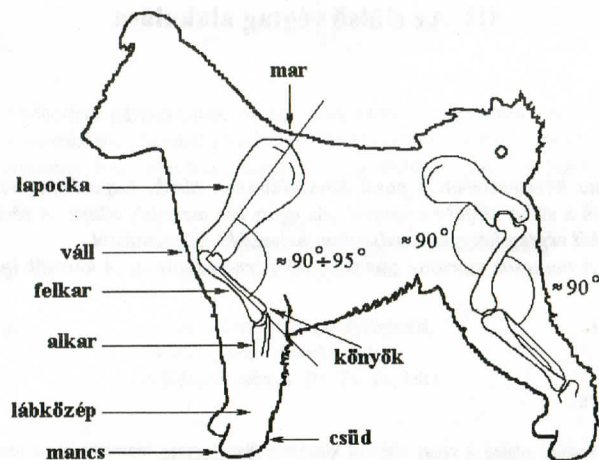 mar
lapocka
váll
felkar
alkar
lábközép
mancs
≈90÷95°
könyök
csüd
≈90°
≈90°